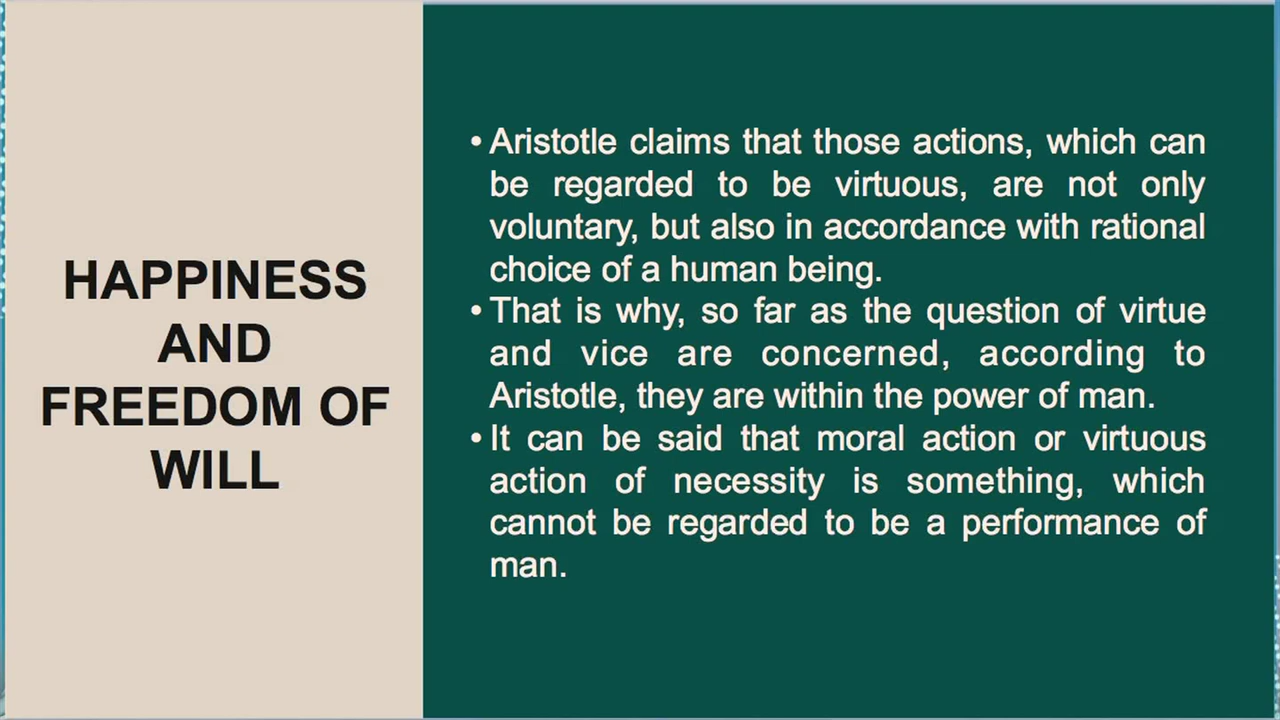 HAPPINESS
AND
FREEDOM OF
WILL
• Aristotle claims that those actions, which can
be regarded to be virtuous, are not only
voluntary, but also in accordance with rational
choice of a human being.
• That is why, so far as the question of virtue
and vice are concerned, according to
Aristotle, they are within the power of man.
• It can be said that moral action or virtuous
action of necessity is something, which
cannot be regarded to be a performance of
man.